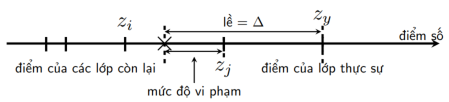 lề = Δ
z_i
z_y
điểm số
điểm của các lớp còn lại
z_j
điểm của lớp thực sự
mức độ vi phạm